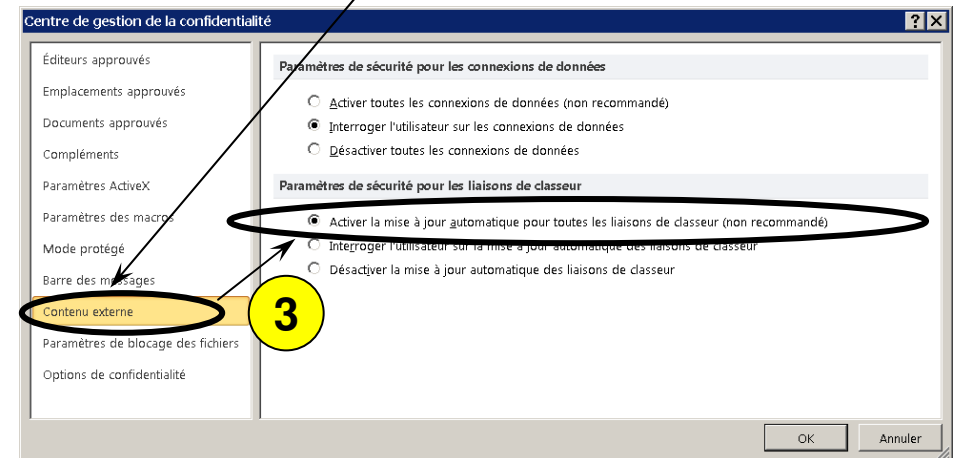 Centre de gestion de la confidentialité
Éditeurs approuvés
Emplacements approuvés
Documents approuvés
Compléments
Paramètres ActiveX
Paramètres des macros
Mode protégé
Barre des messages
Contenu externe
Paramètres de blocage des fichiers
Options de confidentialité
Paramètres de sécurité pour les connexions de données
Activer toutes les connexions de données (non recommandé)
Interroger l'utilisateur sur les connexions de données
Désactiver toutes les connexions de données
Paramètres de sécurité pour les liaisons de classeur
Activer la mise à jour automatique pour toutes les liaisons de classeur (non recommandé)
Interroger l'utilisateur sur la mise à jour automatique des liaisons de classeur
Désactiver la mise à jour automatique des liaisons de classeur
3
OK
Annuler